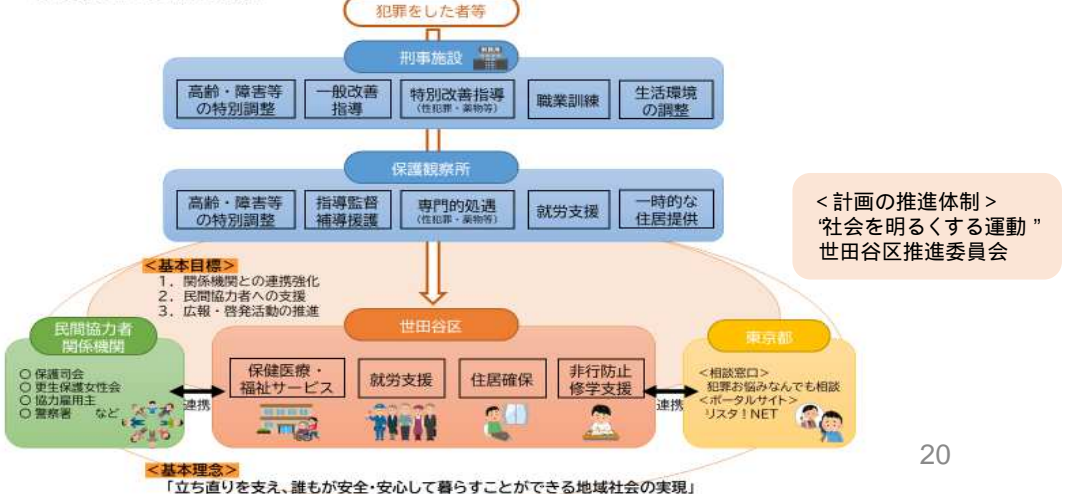 犯罪をした者等
刑事施設
高齢・障害等
の特別調整
一般改善
指導
特別改善指導
(性犯罪・薬物等)
職業訓練
生活環境
の調整
保護観察所
高齢・障害等
の特別調整
指導監督
補導援護
専門的処遇
(性犯罪・薬物等)
就労支援
一時的な
住居提供
<計画の推進体制>
“社会を明るくする運動”
世田谷区推進委員会
<基本目標>
1. 関係機関との連携強化
2. 民間協力者への支援
3. 広報・啓発活動の推進
民間協力者
関係機関
○ 保護司会
○ 更生保護女性会
○ 協力雇用主
○ 警察署 など
連携
世田谷区
保健医療・
福祉サービス
就労支援
住居確保
非行防止
修学支援
連携
東京都
<相談窓口>
犯罪お悩みなんでも相談
<ポータルサイト>
リスタ!NET
<基本理念>
「立ち直りを支え、誰もが安全・安心して暮らすことができる地域社会の実現」
20